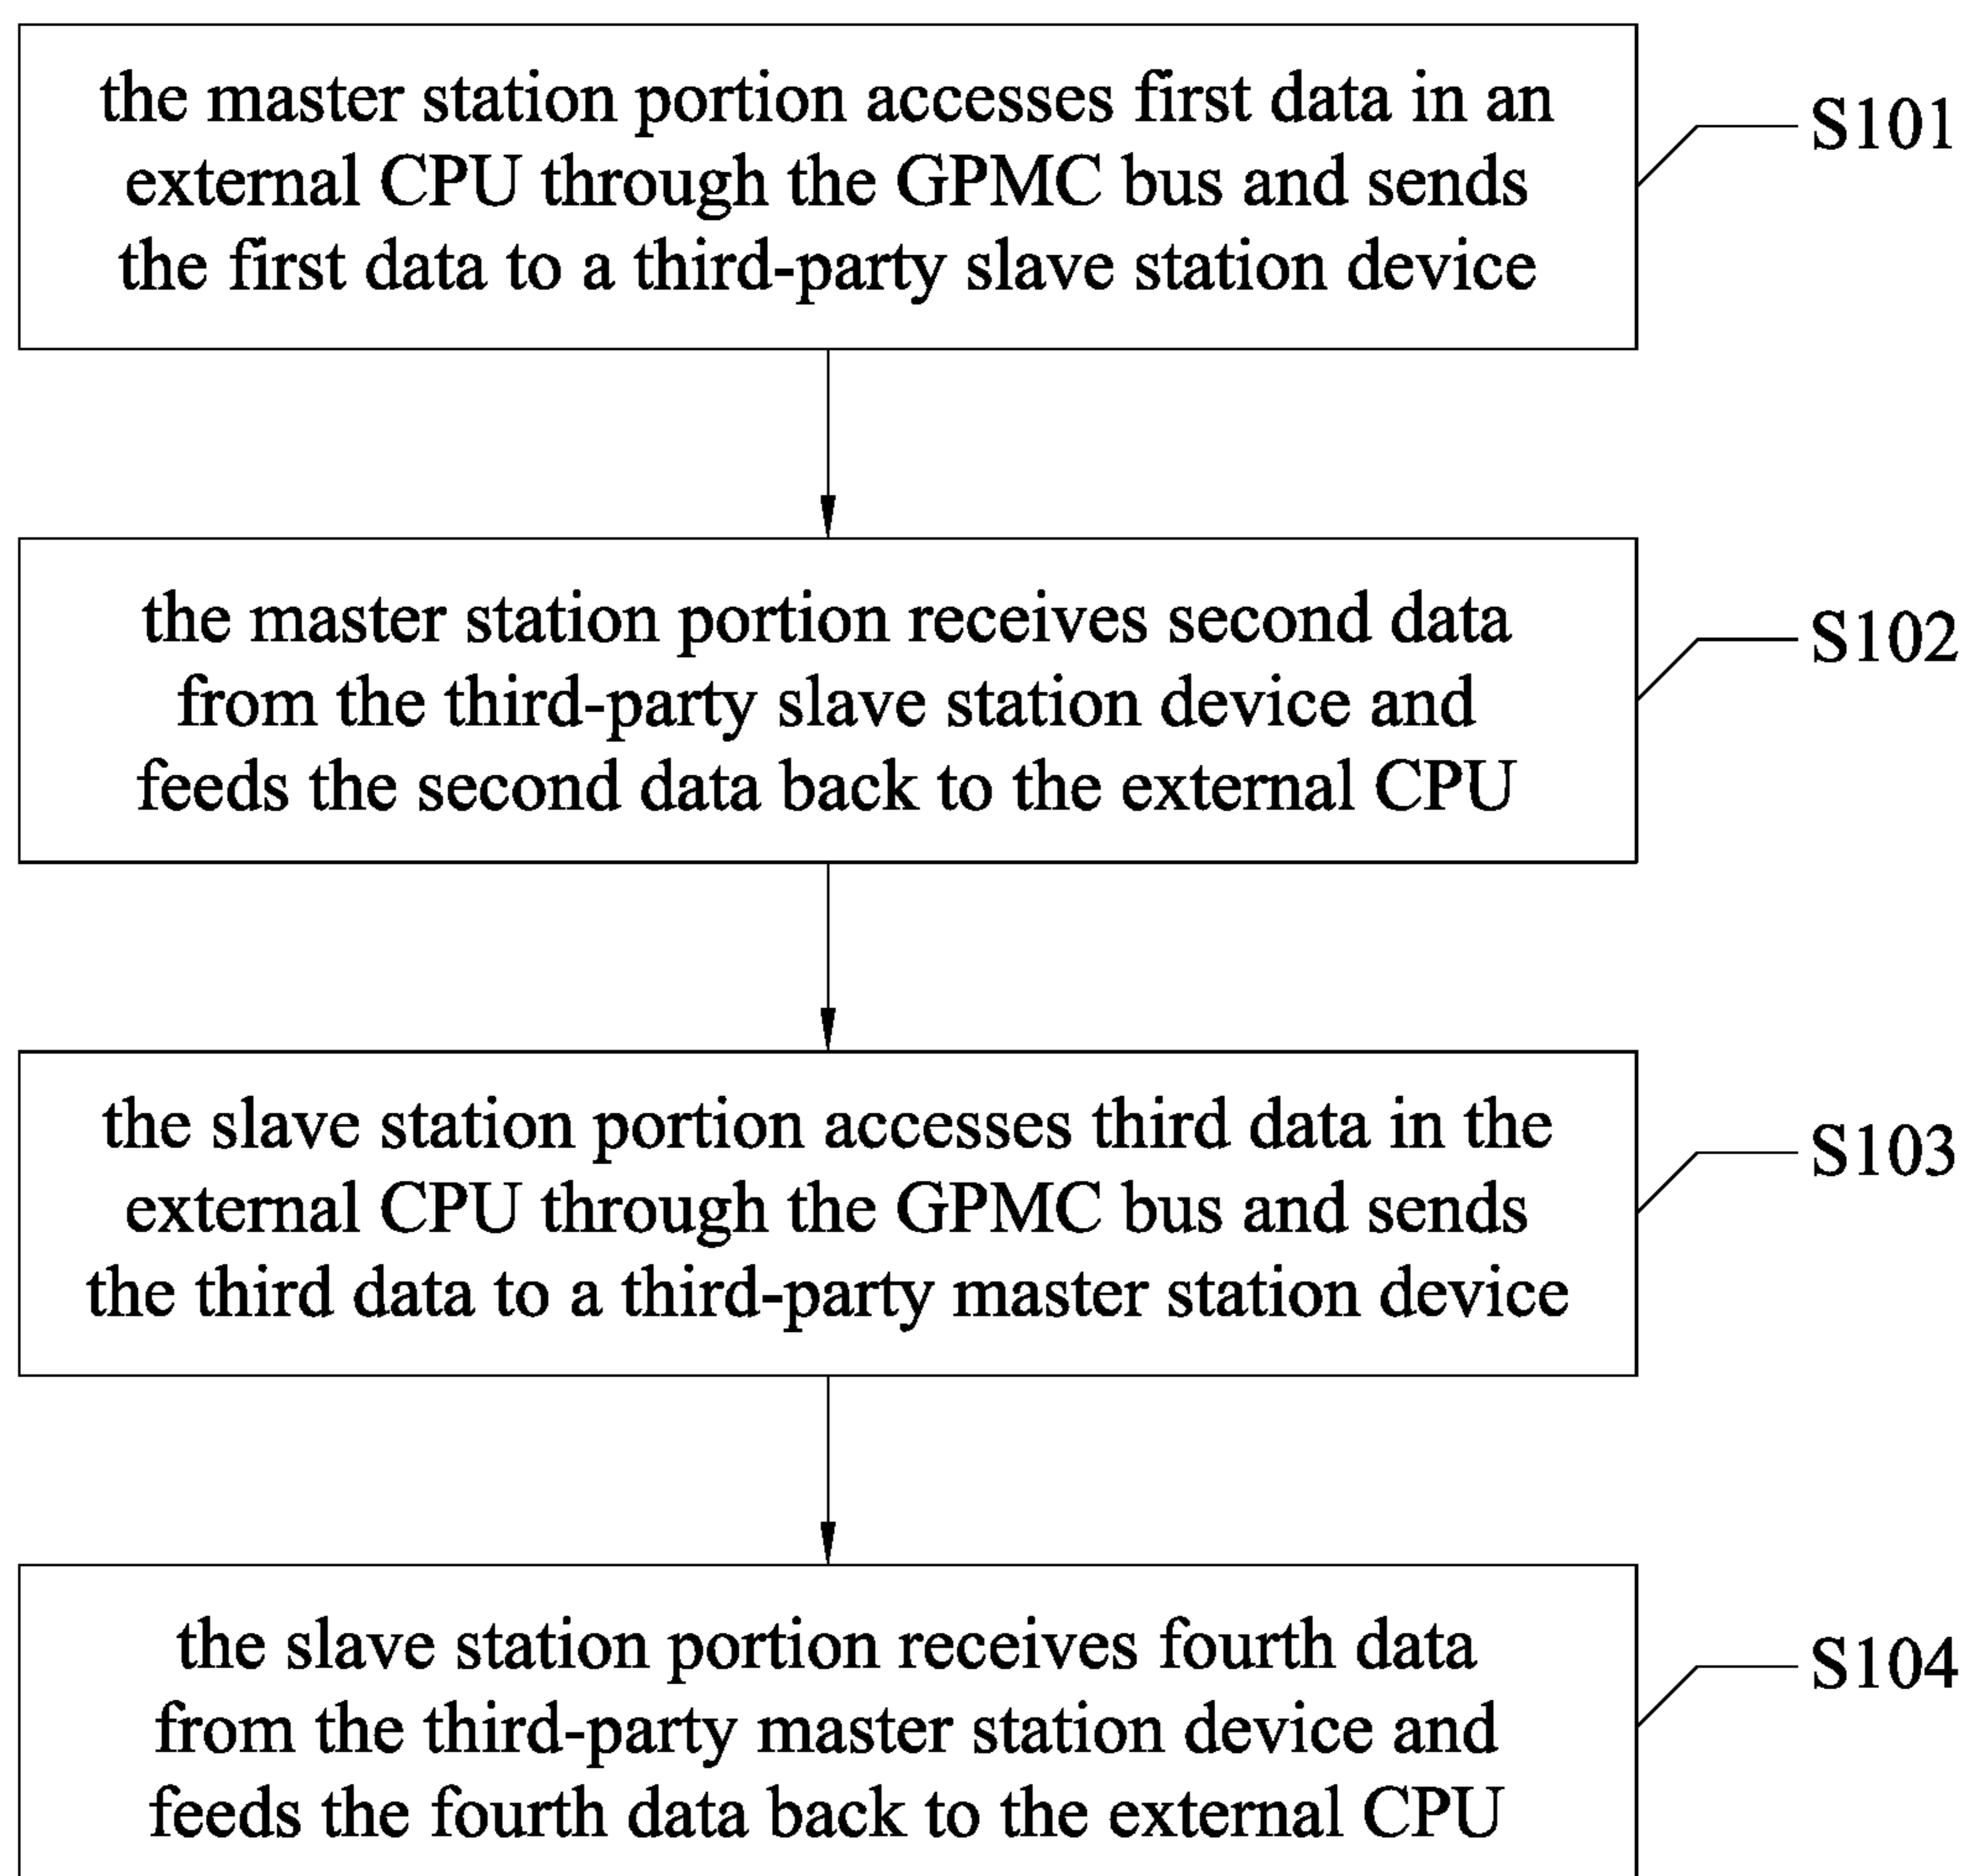 the master station portion accesses first data in an
external CPU through the GPMC bus and sends
the first data to a third-party slave station device
S101
the master station portion receives second data
from the third-party slave station device and
feeds the second data back to the external CPU
S102
the slave station portion accesses third data in the
external CPU through the GPMC bus and sends
the third data to a third-party master station device
S103
the slave station portion receives fourth data
from the third-party master station device and
feeds the fourth data back to the external CPU
S104